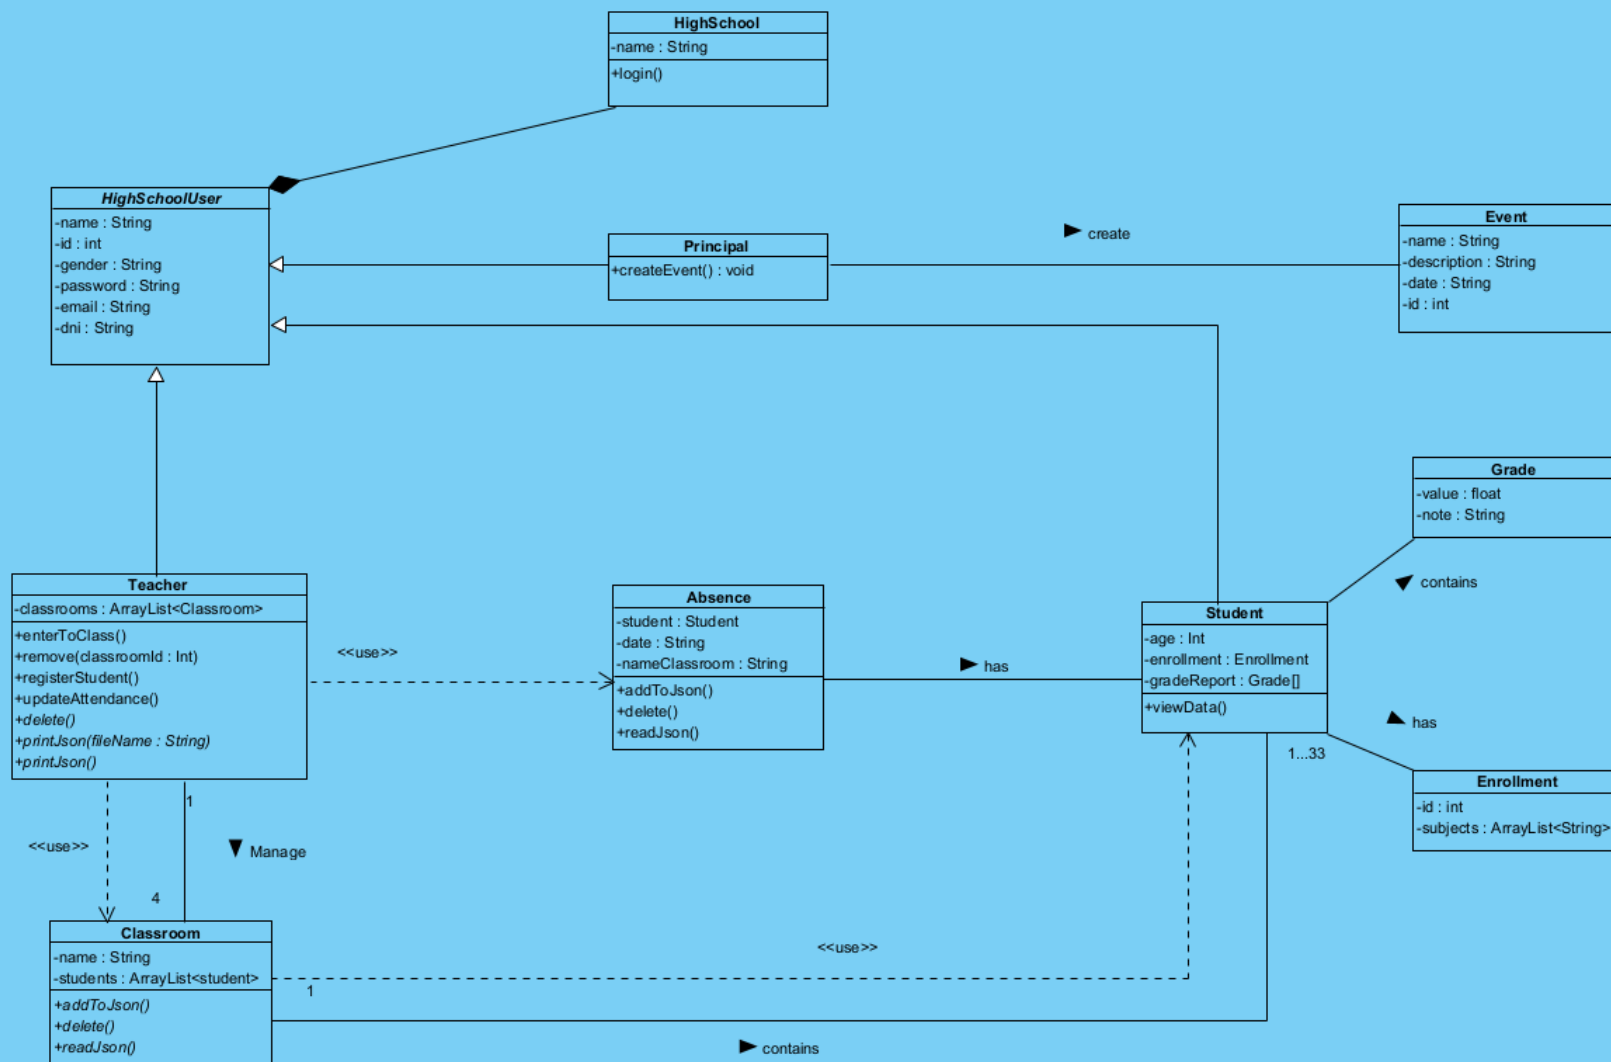 HighSchool
-name : String
+login()
HighSchoolUser
-name : String
-id : int
-gender : String
-password : String
-email : String
-dni : String
Principal
+createEvent() : void
create
Event
-name : String
-description : String
-date : String
-id : int
Grade
-value : float
-note : String
contains
Teacher
-classrooms : ArrayList<Classroom>
+enterToClass()
+remove(classroomId : Int)
+registerStudent()
+updateAttendance()
+delete()
+printJson(fileName : String)
+printJson()
<<use>>
Absence
-student : Student
-date : String
-nameClassroom : String
+addToJson()
+delete()
+readJson()
has
Student
-age : Int
-enrollment : Enrollment
-gradeReport : Grade[]
+viewData()
has
1...33
Enrollment
-id : int
-subjects : ArrayList<String>
1
<<use>>
Manage
4
Classroom
-name : String
-students : ArrayList<student>
+addToJson()
+delete()
+readJson()
<<use>>
1
contains